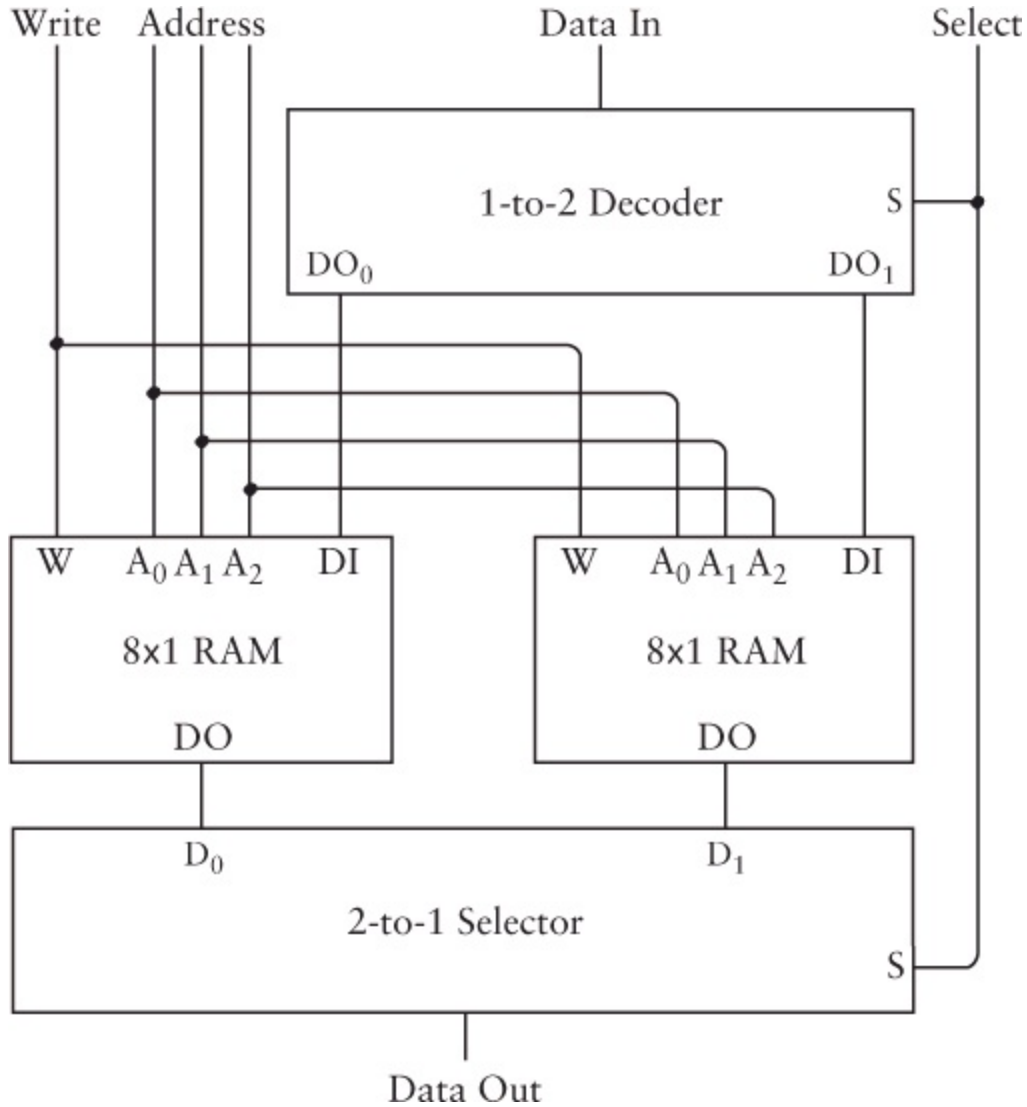 Write Address Data In Select
1-to-2 Decoder S
DO₀ DO₁
W A₀ A₁ A₂ DI W A₀ A₁ A₂ DI
8x1 RAM 8x1 RAM
DO DO
D₀ D₁
2-to-1 Selector
S
Data Out